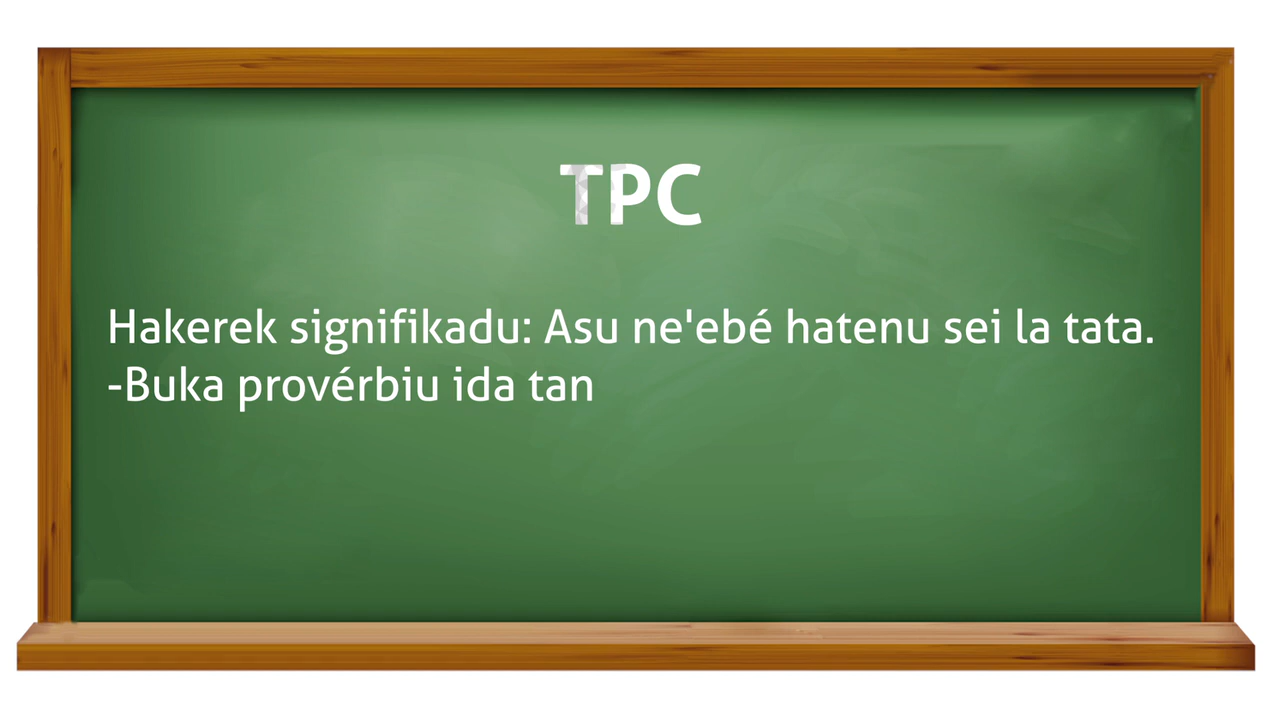 TPC
Hakerek signifikadu: Asu ne'ebé hatenu sei la tata.
-Buka provérbiu ida tan